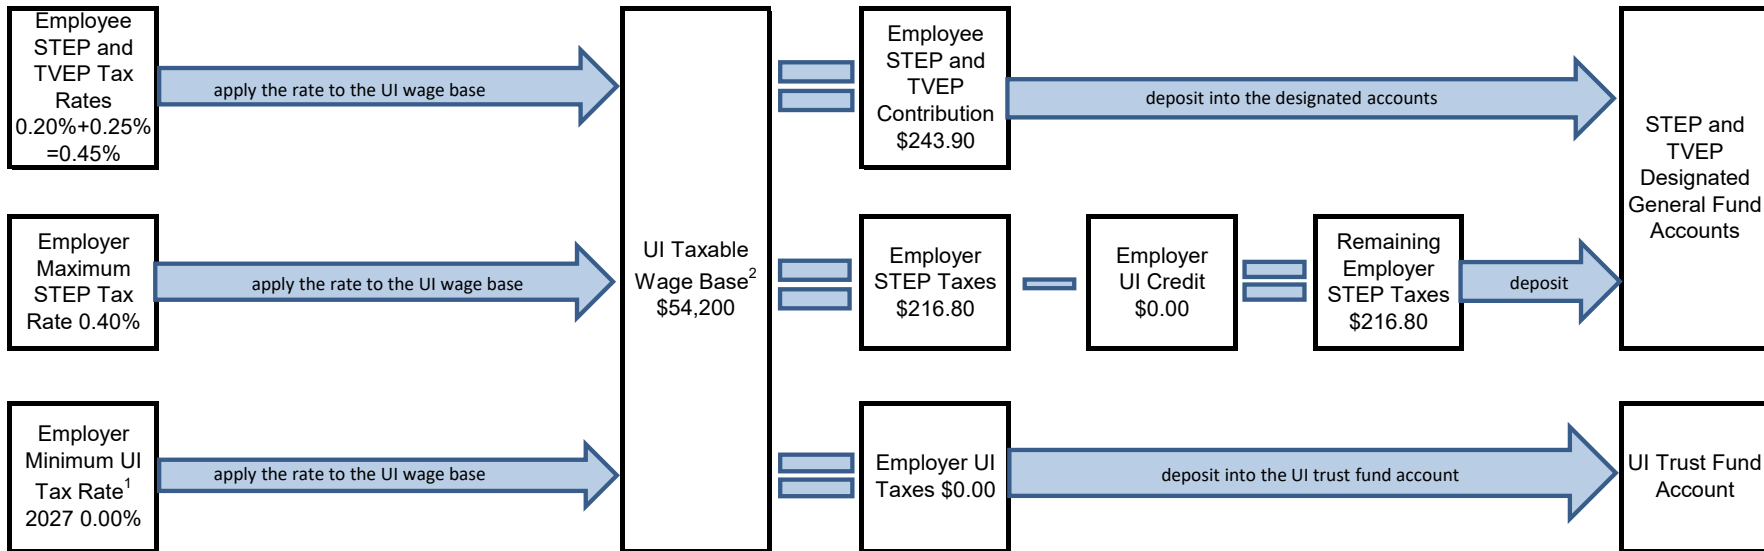 Employee
STEP and
TVEP Tax
Rates
0.20%+0.25%
=0.45%
apply the rate to the UI wage base
UI Taxable
Wage Base2
$54,200
Employee
STEP and
TVEP
Contribution
$243.90
deposit into the designated accounts
STEP and
TVEP
Designated
General Fund
Accounts
Employer
Maximum
STEP Tax
Rate 0.40%
apply the rate to the UI wage base
Employer
STEP Taxes
$216.80
Employer
UI Credit
$0.00
Remaining
Employer
STEP Taxes
$216.80
deposit
Employer
Minimum UI
Tax Rate1
2027 0.00%
apply the rate to the UI wage base
Employer UI
Taxes $0.00
deposit into the UI trust fund account
UI Trust Fund
Account